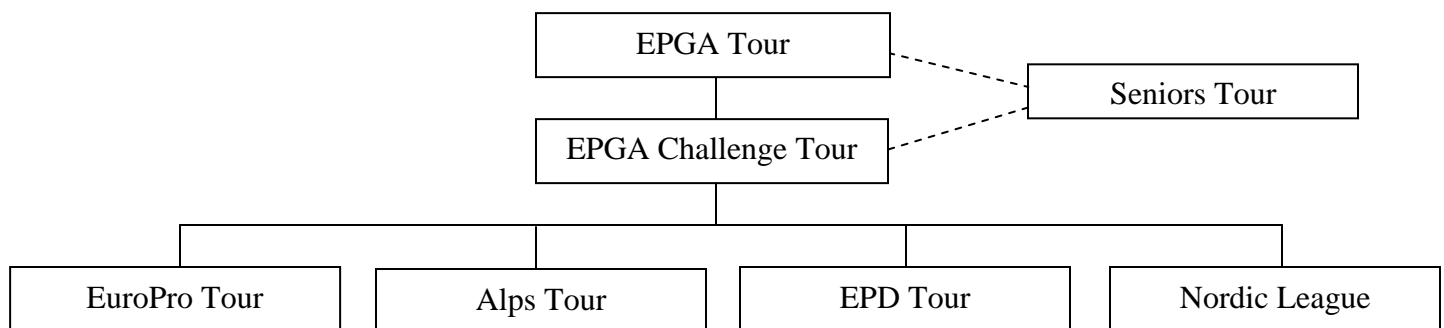 EPGA Tour
Seniors Tour
EPGA Challenge Tour
EuroPro Tour
Alps Tour
EPD Tour
Nordic League